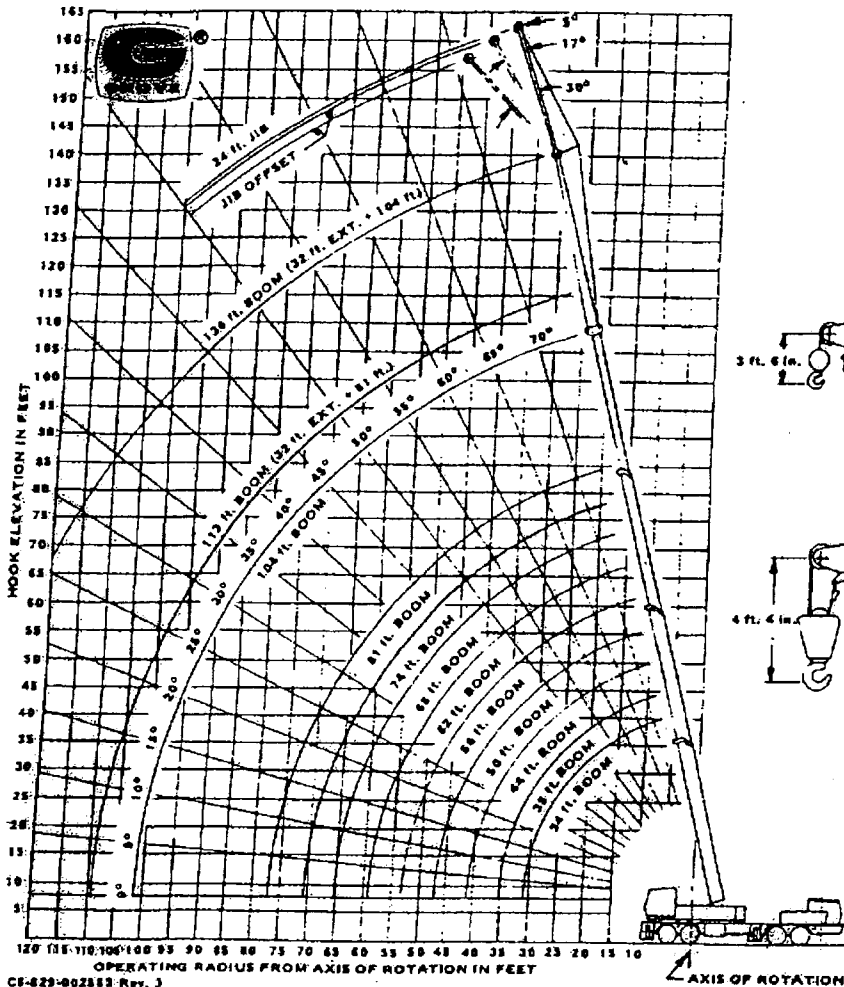 165
160
155
150
145
140
135
130
125
120
115
110
105
100
95
90
85
80
75
70
65
60
55
50
45
40
35
30
25
20
15
10
5
HOOK ELEVATION IN FEET
GROVE
®
24 ft. JIB
JIB OFFSET
5°
17°
30°
136 ft. BOOM (32 ft. EXT. + 104 ft.)
113 ft. BOOM (32 ft. EXT. + 81 ft.)
104 ft. BOOM
70°
65°
60°
55°
50°
45°
40°
35°
30°
25°
20°
15°
10°
5°
0°
81 ft. BOOM
74 ft. BOOM
68 ft. BOOM
62 ft. BOOM
56 ft. BOOM
50 ft. BOOM
44 ft. BOOM
38 ft. BOOM
34 ft. BOOM
3 ft. 6 in.
4 ft. 4 in.
120 115 110 105 100 95 90 85 80 75 70 65 60 55 50 45 40 35 30 25 20 15 10
OPERATING RADIUS FROM AXIS OF ROTATION IN FEET
AXIS OF ROTATION
Rev. 3